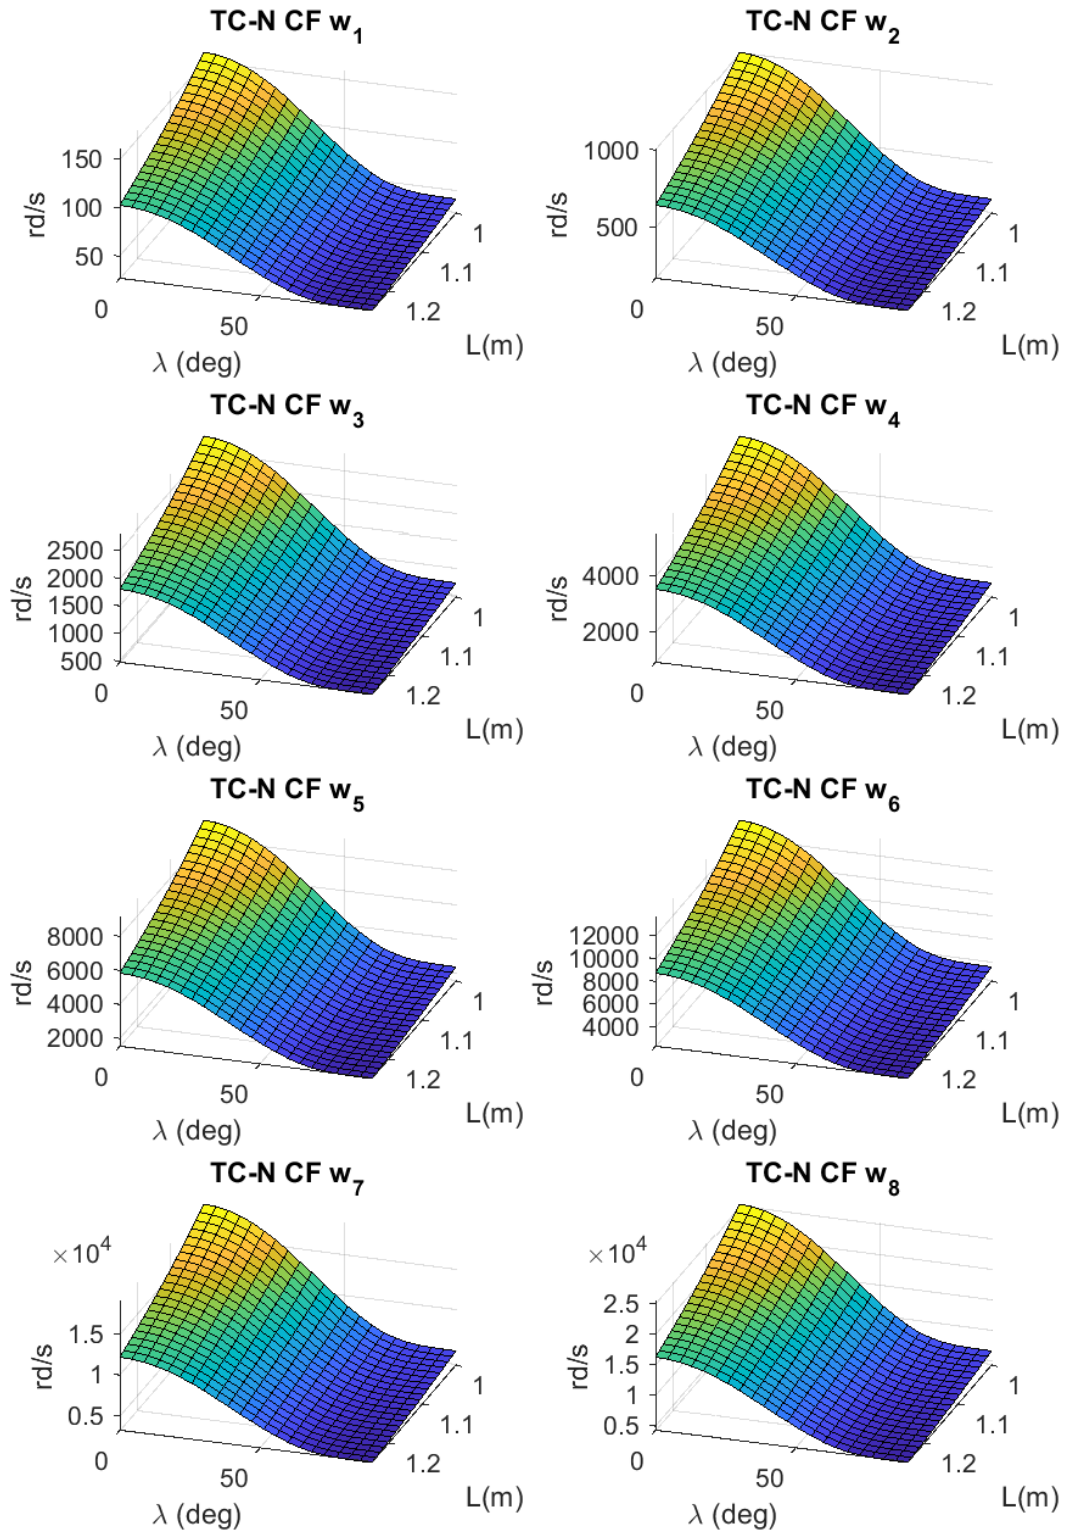 TC-N CF w1
150
100
50
rd/s
0
50
λ (deg)
1
1.1
1.2
L(m)
TC-N CF w2
1000
500
rd/s
0
50
λ (deg)
1
1.1
1.2
L(m)
TC-N CF w3
2500
2000
1500
1000
500
rd/s
0
50
λ (deg)
1
1.1
1.2
L(m)
TC-N CF w4
4000
2000
rd/s
0
50
λ (deg)
1
1.1
1.2
L(m)
TC-N CF w5
8000
6000
4000
2000
rd/s
0
50
λ (deg)
1
1.1
1.2
L(m)
TC-N CF w6
12000
10000
8000
6000
4000
rd/s
0
50
λ (deg)
1
1.1
1.2
L(m)
TC-N CF w7
×10^4
1.5
1
0.5
rd/s
0
50
λ (deg)
1
1.1
1.2
L(m)
TC-N CF w8
×10^4
2.5
2
1.5
1
0.5
rd/s
0
50
λ (deg)
1
1.1
1.2
L(m)